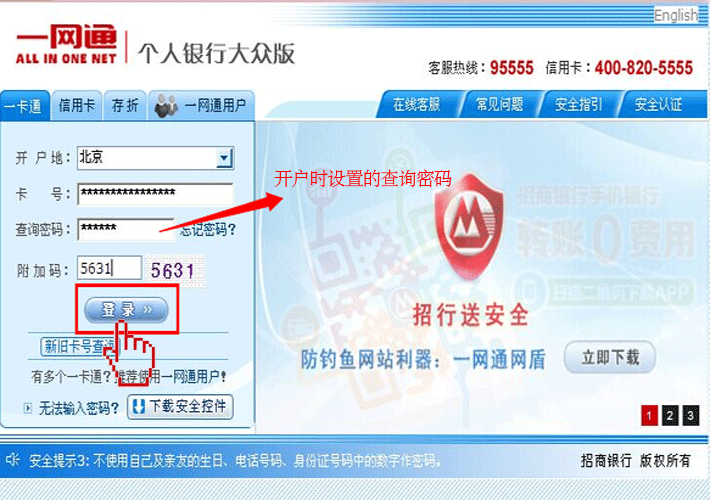 English
一网通
ALL IN ONE NET
个人银行大众版
客服热线：95555 信用卡：400-820-5555
一卡通 信用卡 存折 一网通用户
在线客服 常见问题 安全指引 安全认证
开 户 地： 北京
卡 号： ****************
查询密码： ****** 忘记密码?
开户时设置的查询密码
附加码： 5631 5631
登录 »
新旧卡号查询
有多个一卡通？推荐使用一网通用户！
无法输入密码？ 下载安全控件
招商银行手机银行
转账0费用
扫描二维码下载APP
招行送安全
防钓鱼网站利器：一网通网盾 立即下载
1 2 3
安全提示3: 不使用自己及亲友的生日、电话号码、身份证号码中的数字作密码。 招商银行 版权所有